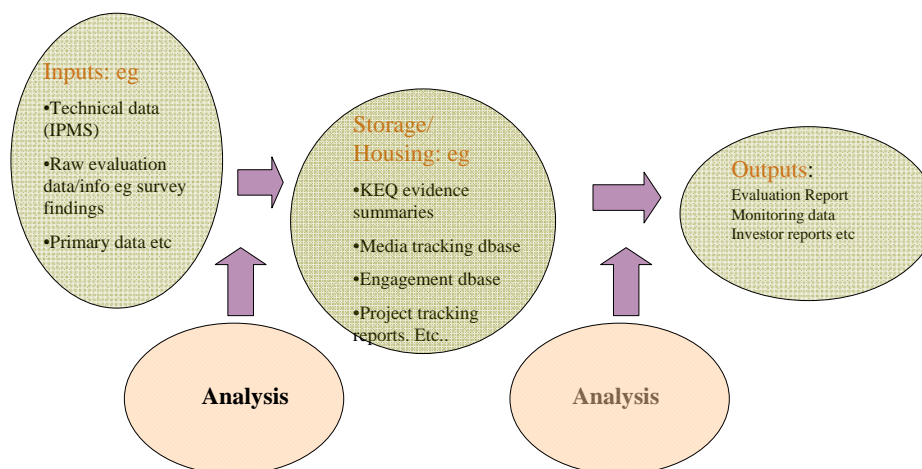 Inputs: eg
•Technical data
(IPMS)
•Raw evaluation
data/info eg survey
findings
•Primary data etc
Storage/
Housing: eg
•KEQ evidence
summaries
•Media tracking dbase
•Engagement dbase
•Project tracking
reports. Etc..
Outputs:
Evaluation Report
Monitoring data
Investor reports etc
Analysis
Analysis